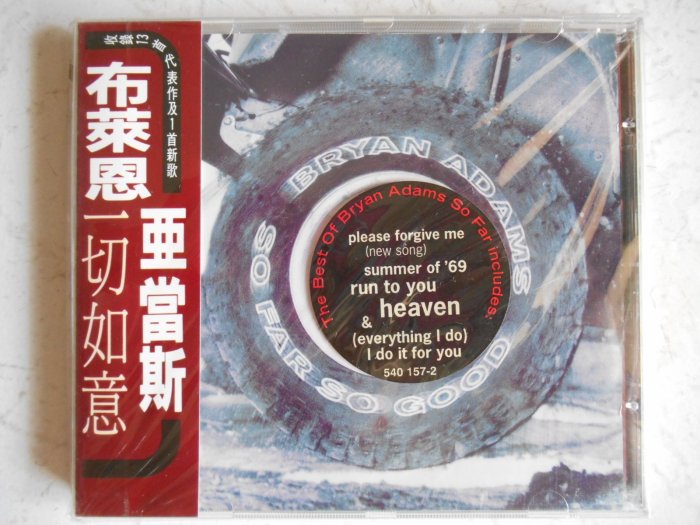 收錄13首代表作及1首新歌
布萊恩
亞當斯
一切如意
BRYAN ADAMS
SO FAR SO GOOD
The Best Of Bryan Adams So Far includes,
please forgive me
(new song)
summer of '69
run to you
heaven
&
(everything I do)
I do it for you
540 157-2